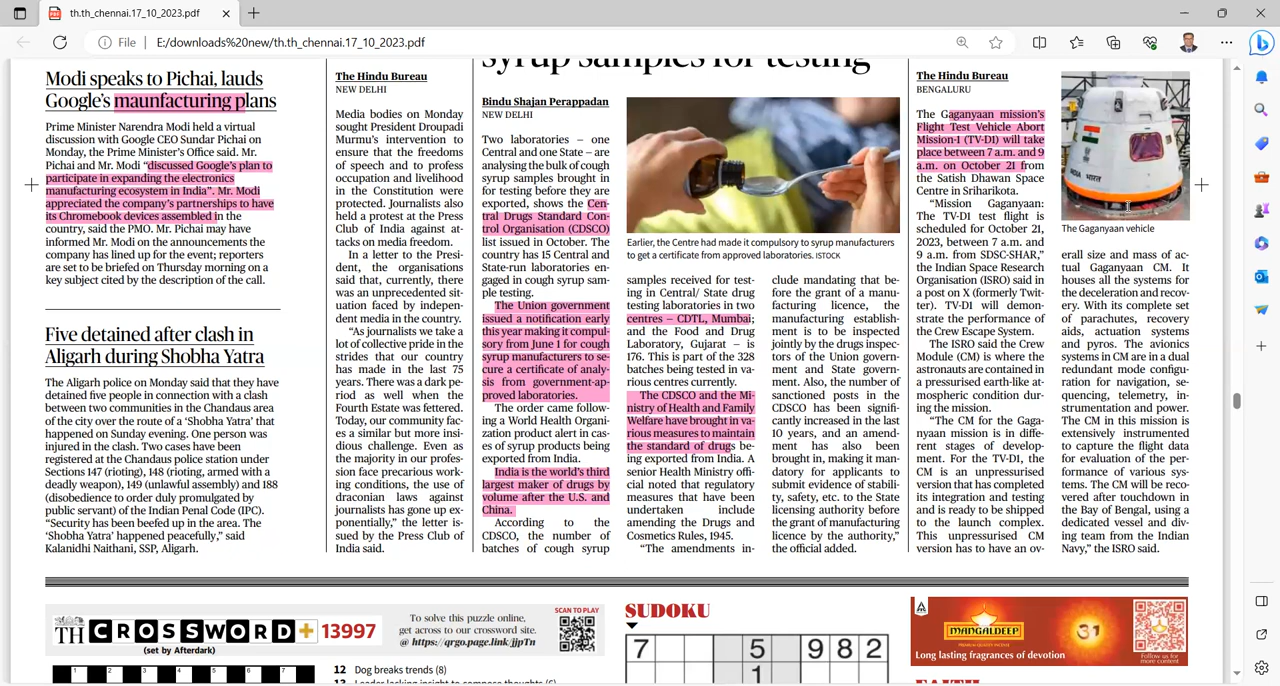 th.th_chennai.17_10_2023.pdf
File
E:/downloads%20new/th.th_chennai.17_10_2023.pdf
Modi speaks to Pichai, lauds
Google's maunfacturing plans
Prime Minister Narendra Modi held a virtual
discussion with Google CEO Sundar Pichai on
Monday, the Prime Minister's Office said. Mr.
Pichai and Mr. Modi "discussed Google's plan to
participate in expanding the electronics
manufacturing ecosystem in India". Mr. Modi
appreciated the company's partnerships to have
its Chromebook devices assembled in the
country, said the PMO. Mr. Pichai may have
informed Mr. Modi on the announcements the
company has lined up for the event; reporters
are set to be briefed on Thursday morning on a
key subject cited by the description of the call.
Five detained after clash in
Aligarh during Shobha Yatra
The Aligarh police on Monday said that they have
detained five people in connection with a clash
between two communities in the Chandaus area
of the city over the route of a 'Shobha Yatra' that
happened on Sunday evening. One person was
injured in the clash. Two cases have been
registered at the Chandus police station under
Sections 147 (rioting), 148 (rioting, armed with a
deadly weapon), 149 (unlawful assembly) and 188
(disobedience to order duly promulgated by
public servant) of the Indian Penal Code (IPC).
"Security has been beefed up in the area. The
'Shobha Yatra' happened peacefully," said
Kalanidhi Naithani, SSP, Aligarh.
The Hindu Bureau
NEW DELHI
Media bodies on Monday
sought President Droupadi
Murmu's intervention to
ensure that the freedoms
of speech and to profess
occupation and livelihood
in the Constitution were
protected. Journalists also
held a protest at the Press
Club of India against at-
tacks on media freedom.
In a letter to the Presi-
dent, the organisations
said that, currently, there
was an unprecedented sit
uation faced by indepen-
dent media in the country.
"As journalists we take a
lot of collective pride in the
strides that our country
has made in the last 75
years. There was a dark pe-
riod as well when the
Fourth Estate was fettered.
Today, our community fac-
es a similar but more insi-
dious challenge. Even as
the majority in our profes-
sion face precarious work-
ing conditions, the use of
draconian laws against
journalists has gone up ex-
ponentially," the letter is-
sued by the Press Club of
India said.
syrup samples for testing
Bindu Shajan Perappadan
NEW DELHI
Two laboratories – one
Central and one State – are
analysing the bulk of cough
syrup samples brought in
for testing before they are
exported, shows the Cen-
tral Drugs Standard Con-
trol Organisation (CDSCO)
list issued in October. The
country has 15 Central and
State-run laboratories en-
gaged in cough syrup sam-
ple testing.
The Union government
issued a notification early
this year making it compul-
sory from June 1 for cough
syrup manufacturers to se-
cure a certificate of analy-
sis from government-ap-
proved laboratories.
The order came follow-
ing a World Health Organi-
zation product alert in cas-
es of syrup products being
exported from India.
India is the world's third
largest maker of drugs by
volume after the U.S. and
China.
According to the
CDSCO, the number of
batches of cough syrup
Earlier, the Centre had made it compulsory to syrup manufacturers
to get a certificate from approved laboratories. ISTOCK
samples received for test-
ing in Central/ State drug
testing laboratories in two
centres – CDTL, Mumbai;
and the Food and Drug
Laboratory, Gujarat – is
176. This is part of the 328
batches being tested in va-
rious centres currently.
The CDSCO and the Mi-
nistry of Health and Family
Welfare have brought in va-
rious measures to maintain
the standard of drugs be-
ing exported from India. A
senior Health Ministry offi-
cial noted that regulatory
measures that have been
undertaken include
amending the Drugs and
Cosmetics Rules, 1945.
"The amendments in-
clude mandating that be-
fore the grant of a manu-
facturing licence, the
manufacturing establish-
ment is to be inspected
jointly by the drugs inspec-
tors of the Union govern-
ment and State govern-
ment. Also, the number of
sanctioned posts in the
CDSCO has been signifi-
cantly increased in the last
10 years, and an amend-
ment has also been
brought in, making it man-
datory for applicants to
submit evidence of stabili-
ty, safety, etc. to the State
licensing authority before
the grant of manufacturing
licence by the authority,"
the official added.
The Hindu Bureau
BENGALURU
The Gaganyaan mission's
Flight Test Vehicle Abort
Mission-1 (TV-D1) will take
place between 7 a.m. and 9
a.m. on October 21 from
the Satish Dhawan Space
Centre in Sriharikota.
"Mission Gaganyaan:
The TV-D1 test flight is
scheduled for October 21,
2023, between 7 a.m. and
9 a.m. from SDSC-SHAR,"
the Indian Space Research
Organisation (ISRO) said in
a post on X (formerly Twit-
ter). TV-D1 will demon-
strate the performance of
the Crew Escape System.
The ISRO said the Crew
Module (CM) is where the
astronauts are contained in
a pressurised earth-like at-
mospheric condition dur-
ing the mission.
"The CM for the Gaga-
nyaan mission is in diffe-
rent stages of develop-
ment. For the TV-D1, the
CM is an unpressurised
version that has completed
its integration and testing
and is ready to be shipped
to the launch complex.
This unpressurised CM
version has to have an ov-
भारत INDIA
The Gaganyaan vehicle
erall size and mass of ac-
tual Gaganyaan CM. It
houses all the systems for
the deceleration and recov-
ery. With its complete set
of parachutes, recovery
aids, actuation systems
and pyros. The avionics
systems in CM are in a dual
redundant mode configu-
ration for navigation, se-
quencing, telemetry, in-
strumentation and power.
The CM in this mission is
extensively instrumented
to capture the flight data
for evaluation of the per-
formance of various sys-
tems. The CM will be reco-
vered after touchdown in
the Bay of Bengal, using a
dedicated vessel and div-
ing team from the Indian
Navy," the ISRO said.
TH CROSSWORD+ 13997
(set by Afterdark)
To solve this puzzle online,
get across to our crossword site.
@ https://qrgo.page.link/jjpTn
SCAN TO PLAY
1 2 3 4 5 6 7
12 Dog breaks trends (8)
13 Leader lacking insight to compose thoughts (6)
SUDOKU
7 5 9 8 2
1
MANGALDEEP
31
Long lasting fragrances of devotion
Follow us for
more content